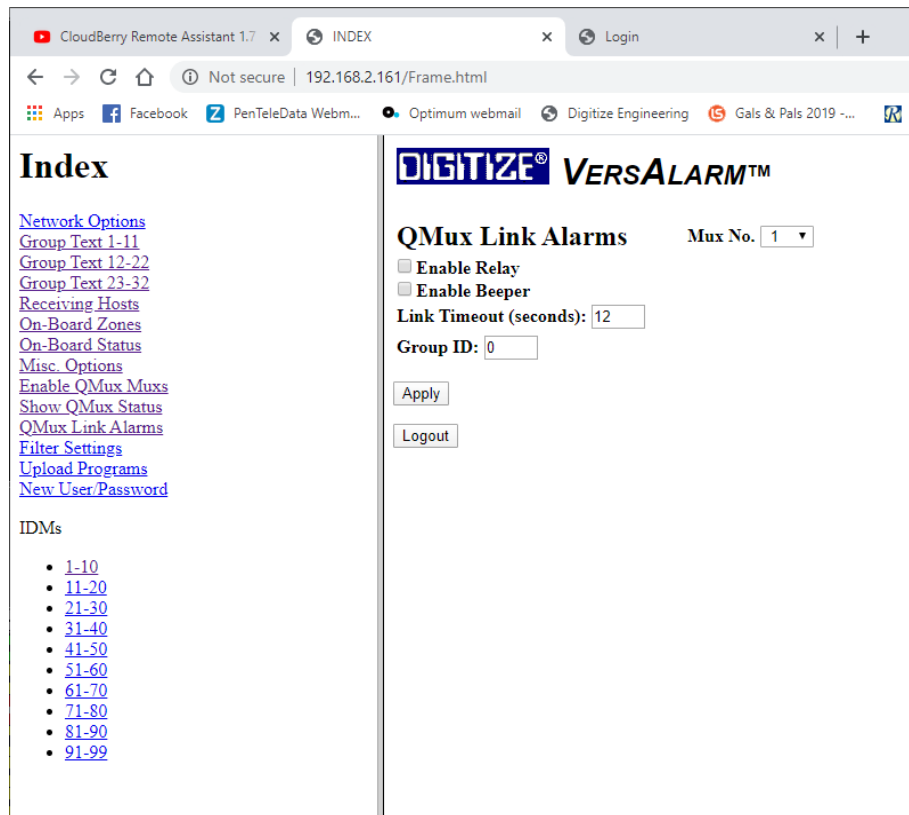 CloudBerry Remote Assistant 1.7
INDEX
Login
Not secure | 192.168.2.161/Frame.html
Apps
Facebook
PenTeleData Webm...
Optimum webmail
Digitize Engineering
Gals & Pals 2019 -...
Index
Network Options
Group Text 1-11
Group Text 12-22
Group Text 23-32
Receiving Hosts
On-Board Zones
On-Board Status
Misc. Options
Enable QMux Muxs
Show QMux Status
QMux Link Alarms
Filter Settings
Upload Programs
New User/Password
IDMs
1-10
11-20
21-30
31-40
41-50
51-60
61-70
71-80
81-90
91-99
DIGITIZE® VERSALARM™
QMux Link Alarms Mux No. 1
Enable Relay
Enable Beeper
Link Timeout (seconds): 12
Group ID: 0
Apply
Logout